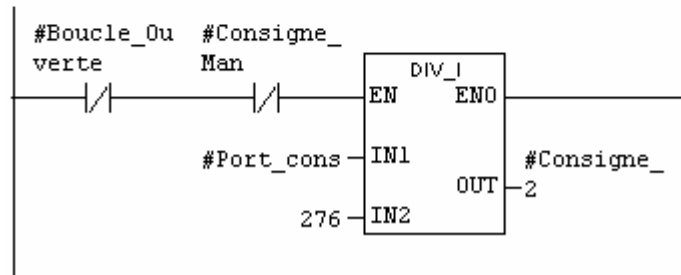 #Boucle_Ou #Consigne_
verte Man
DIV_I
EN ENO
#Port_cons IN1 #Consigne_
OUT 2
276 IN2